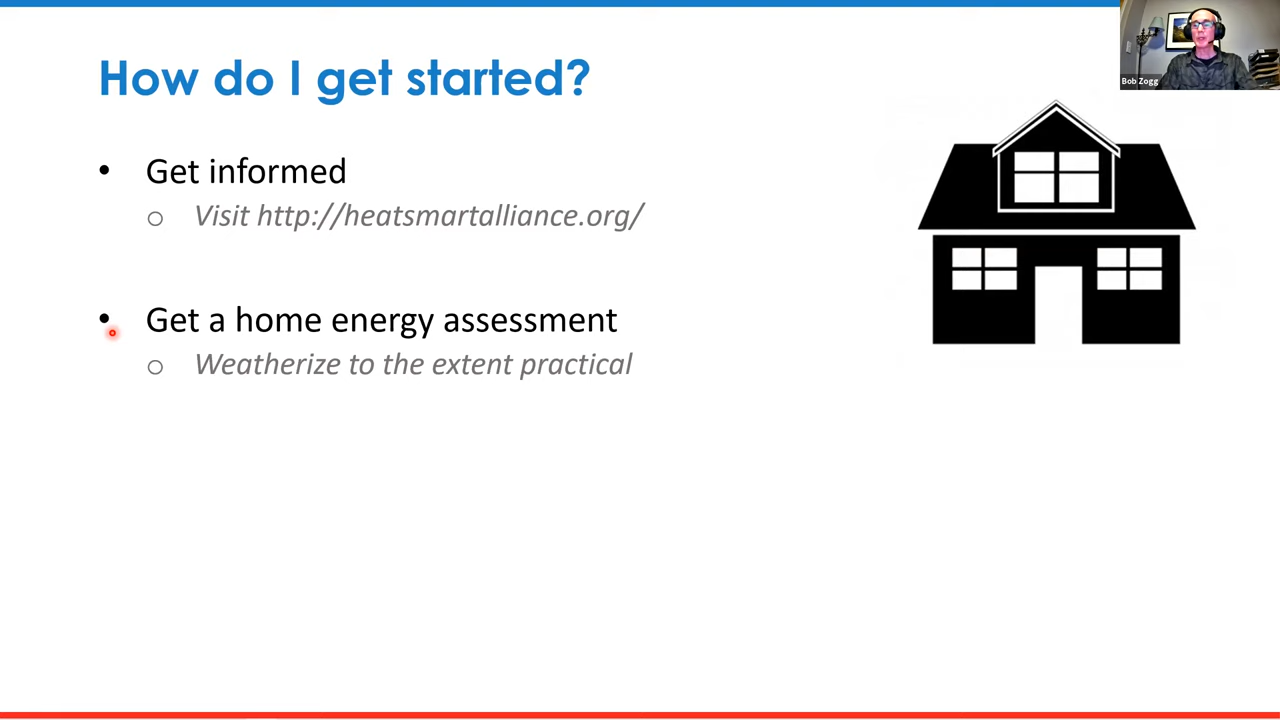 Bob Zogg
How do I get started?
• Get informed
o Visit http://heatsmartalliance.org/
• Get a home energy assessment
o Weatherize to the extent practical